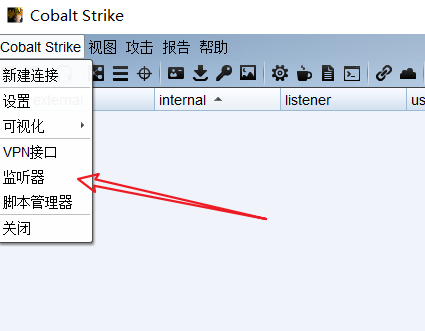 Cobalt Strike
Cobalt Strike 视图 攻击 报告 帮助
external internal listener us
新建连接
设置
可视化
VPN接口
监听器
脚本管理器
关闭